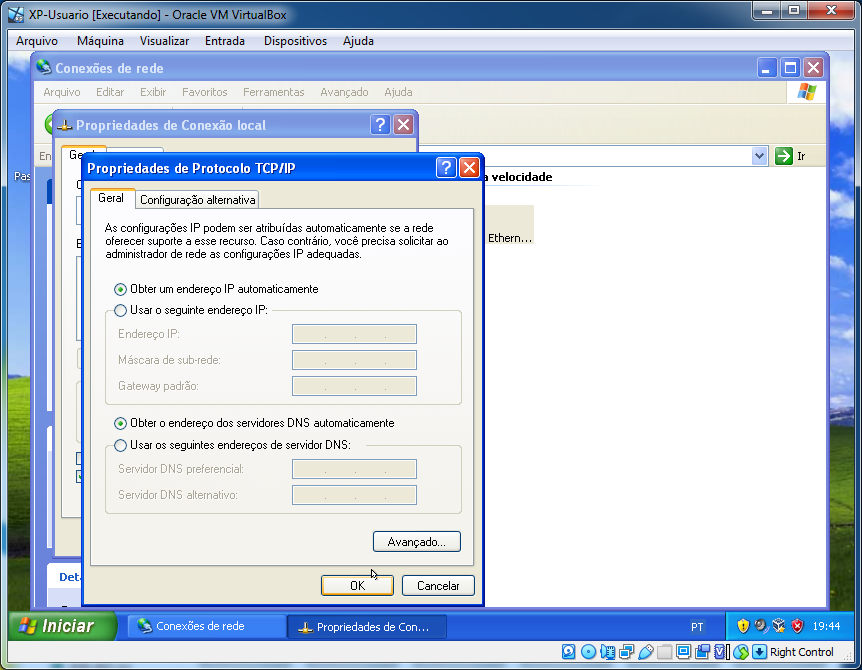 XP-Usuario [Executando] - Oracle VM VirtualBox
Arquivo Máquina Visualizar Entrada Dispositivos Ajuda
Conexões de rede
Arquivo Editar Exibir Favoritos Ferramentas Avançado Ajuda
Propriedades de Conexão local
En
Ir
Ge
Pas
a velocidade
Ethern...
Propriedades de Protocolo TCP/IP
Geral Configuração alternativa
As configurações IP podem ser atribuídas automaticamente se a rede
oferecer suporte a esse recurso. Caso contrário, você precisa solicitar ao
administrador de rede as configurações IP adequadas.
Obter um endereço IP automaticamente
Usar o seguinte endereço IP:
Endereço IP:
Máscara de sub-rede:
Gateway padrão:
Obter o endereço dos servidores DNS automaticamente
Usar os seguintes endereços de servidor DNS:
Servidor DNS preferencial:
Servidor DNS alternativo:
Avançado...
OK Cancelar
Deta
Iniciar Conexões de rede Propriedades de Con... PT 19:44
Right Control